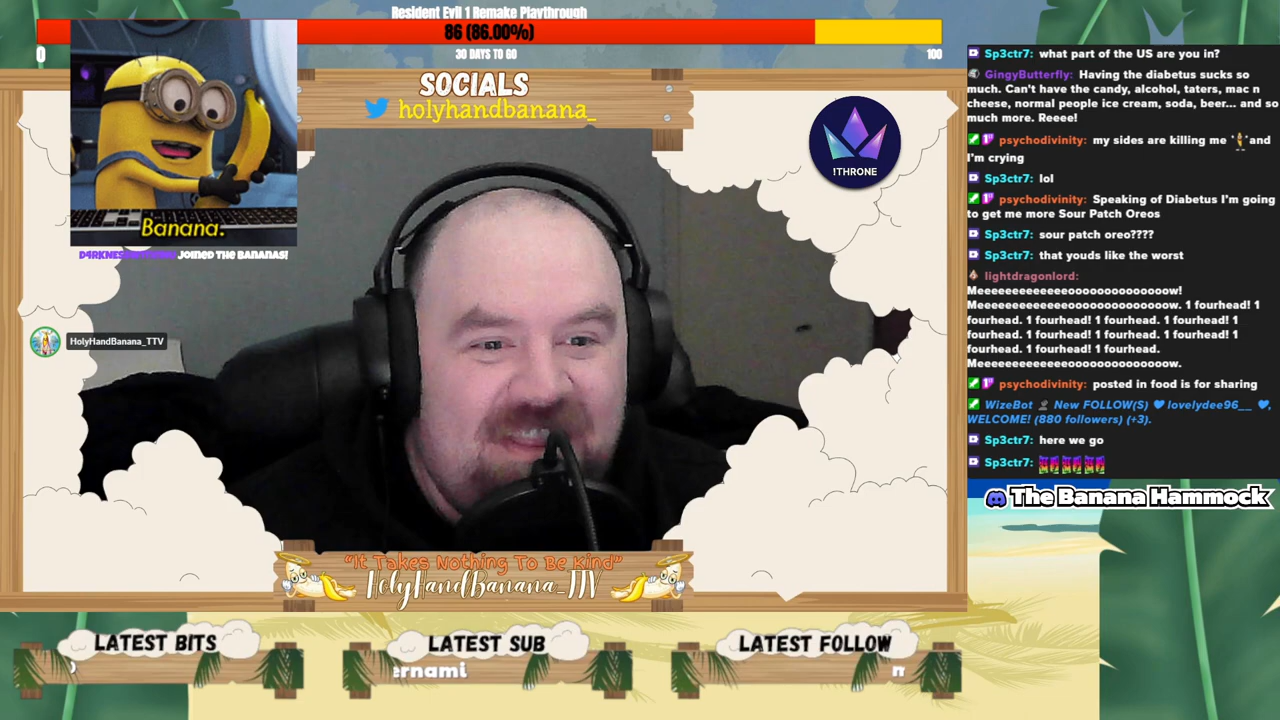 Resident Evil 1 Remake Playthrough
86 (86.00%)
0
30 DAYS TO GO
100
Banana.
JOINED THE BANANAS!
SOCIALS
holyhandbanana_
!THRONE
HolyHandBanana_TTV
"It Takes Nothing To Be Kind"
HolyHandBanana_TTV
Sp3ctr7: what part of the US are you in?
GingyButterfly: Having the diabetus sucks so
much. Can't have the candy, alcohol, taters, mac n
cheese, normal people ice cream, soda, beer... and so
much more. Reeee!
psychodivinity: my sides are killing me and
I'm crying
Sp3ctr7: lol
psychodivinity: Speaking of Diabetus I'm going
to get me more Sour Patch Oreos
Sp3ctr7: sour patch oreo????
Sp3ctr7: that youds like the worst
lightdragonlord:
Meeeeeeeeeeeeooooooooooooow!
Meeeeeeeeeeeeeooooooooooooow. 1 fourhead! 1
fourhead. 1 fourhead! 1 fourhead. 1 fourhead! 1
fourhead. 1 fourhead! 1 fourhead. 1 fourhead! 1
fourhead. 1 fourhead! 1 fourhead.
Meeeeeeeeeeeeooooooooooooow.
psychodivinity: posted in food is for sharing
WizeBot New FOLLOW(S) lovelydee96__ ,
WELCOME! (880 followers) (+3).
Sp3ctr7: here we go
Sp3ctr7:
The Banana Hammock
LATEST BITS
LATEST SUB
ernami
LATEST FOLLOW